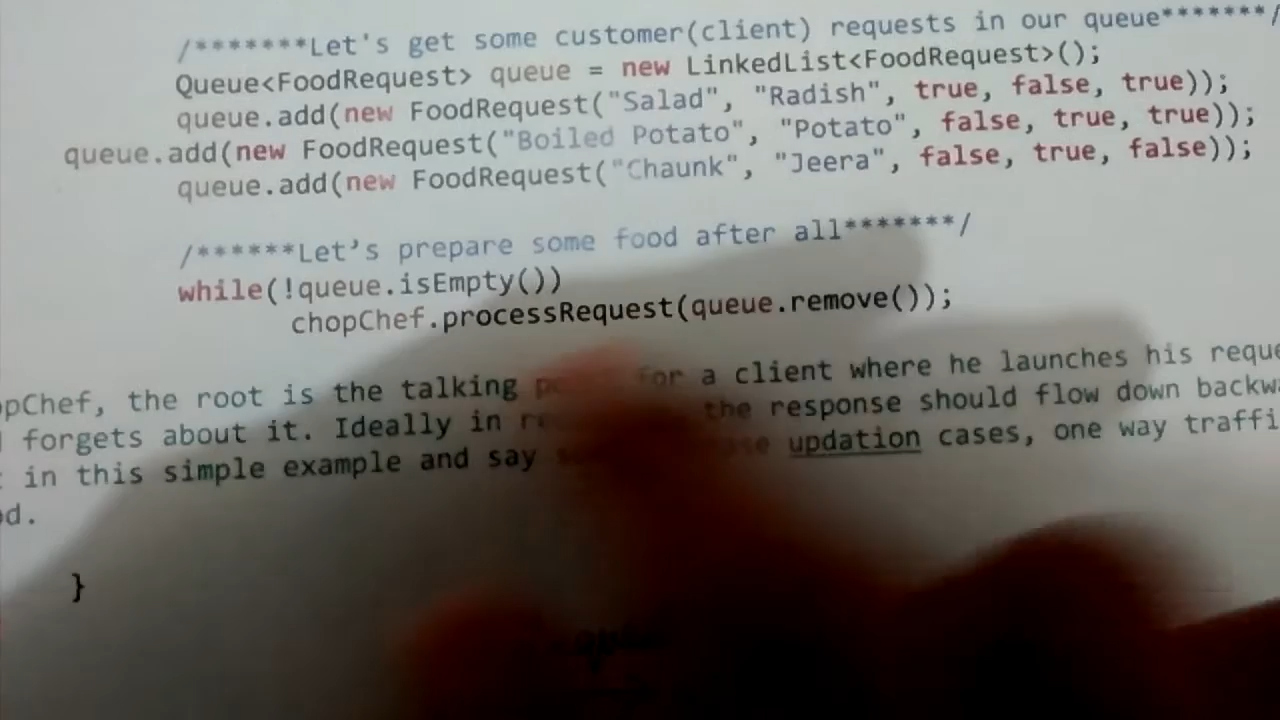 /*******Let's get some customer(client) requests in our queue*******/
Queue<FoodRequest> queue = new LinkedList<FoodRequest>();
queue.add(new FoodRequest("Salad", "Radish", true, false, true));
queue.add(new FoodRequest("Boiled Potato", "Potato", false, true, true));
queue.add(new FoodRequest("Chaunk", "Jeera", false, true, false));
/******Let’s prepare some food after all*******/
while(!queue.isEmpty())
chopChef.processRequest(queue.remove());
opChef, the root is the talking for a client where he launches his reque
forgets about it. Ideally in the response should flow down backwa
in this simple example and say updation cases, one way traffi
od.
}